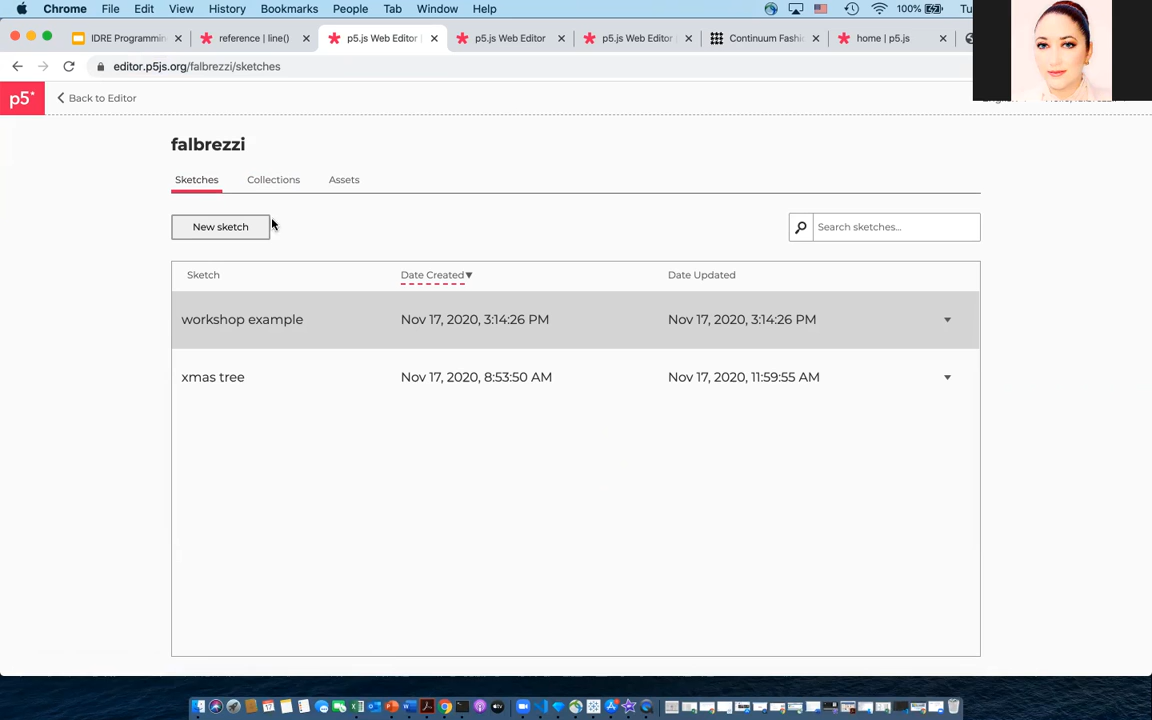 Chrome File Edit View History Bookmarks People Tab Window Help 100% Tu
IDRE Programmin reference | line() p5.js Web Editor | p5.js Web Editor p5.js Web Editor Continuum Fashi home | p5.js
editor.p5js.org/falbrezzi/sketches
p5* Back to Editor
falbrezzi
Sketches Collections Assets
New sketch Search sketches...
Sketch Date Created▼ Date Updated
workshop example Nov 17, 2020, 3:14:26 PM Nov 17, 2020, 3:14:26 PM
xmas tree Nov 17, 2020, 8:53:50 AM Nov 17, 2020, 11:59:55 AM